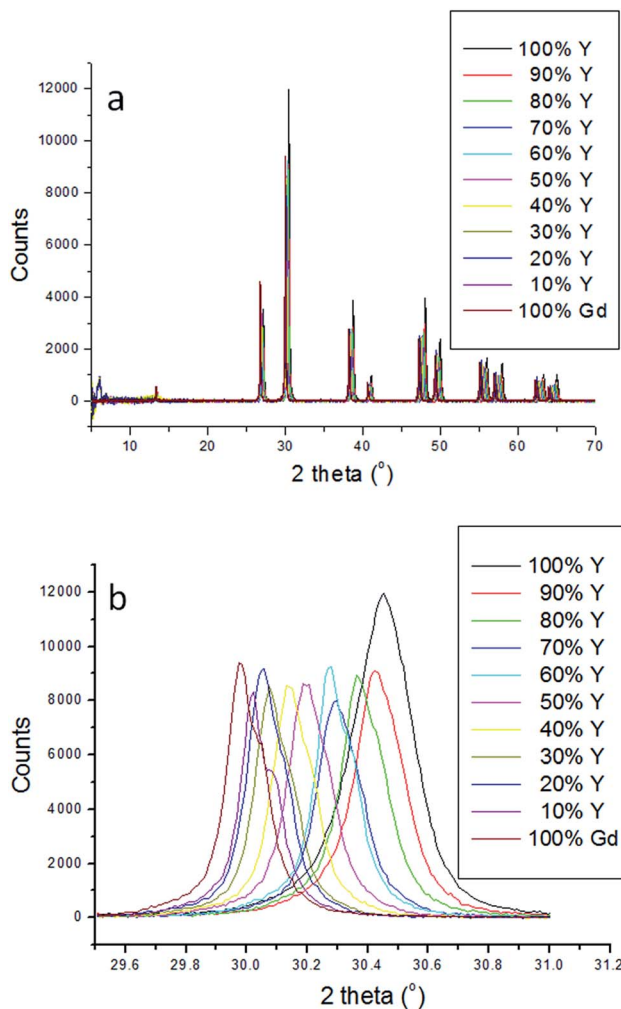 a
Counts
12000
10000
8000
6000
4000
2000
0
10 20 30 40 50 60 70
2 theta (°)
100% Y
90% Y
80% Y
70% Y
60% Y
50% Y
40% Y
30% Y
20% Y
10% Y
100% Gd
b
Counts
12000
10000
8000
6000
4000
2000
0
29.6 29.8 30.0 30.2 30.4 30.6 30.8 31.0 31.2
2 theta (°)
100% Y
90% Y
80% Y
70% Y
60% Y
50% Y
40% Y
30% Y
20% Y
10% Y
100% Gd